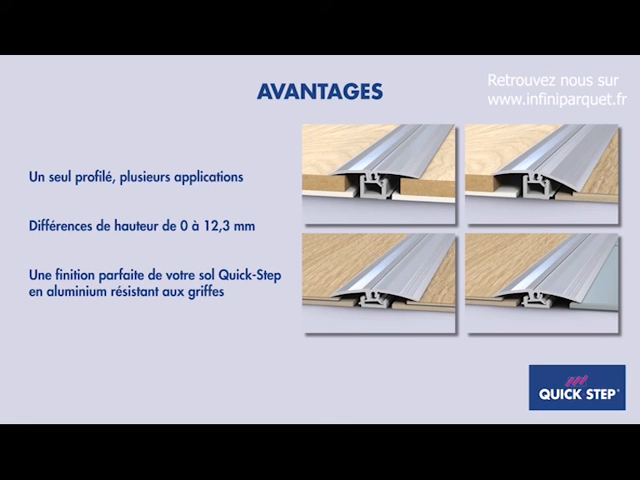 AVANTAGES
Retrouvez nous sur
www.infiniparquet.fr
Un seul profilé, plusieurs applications
Différences de hauteur de 0 à 12,3 mm
Une finition parfaite de votre sol Quick-Step
en aluminium résistant aux griffes
QUICK STEP®